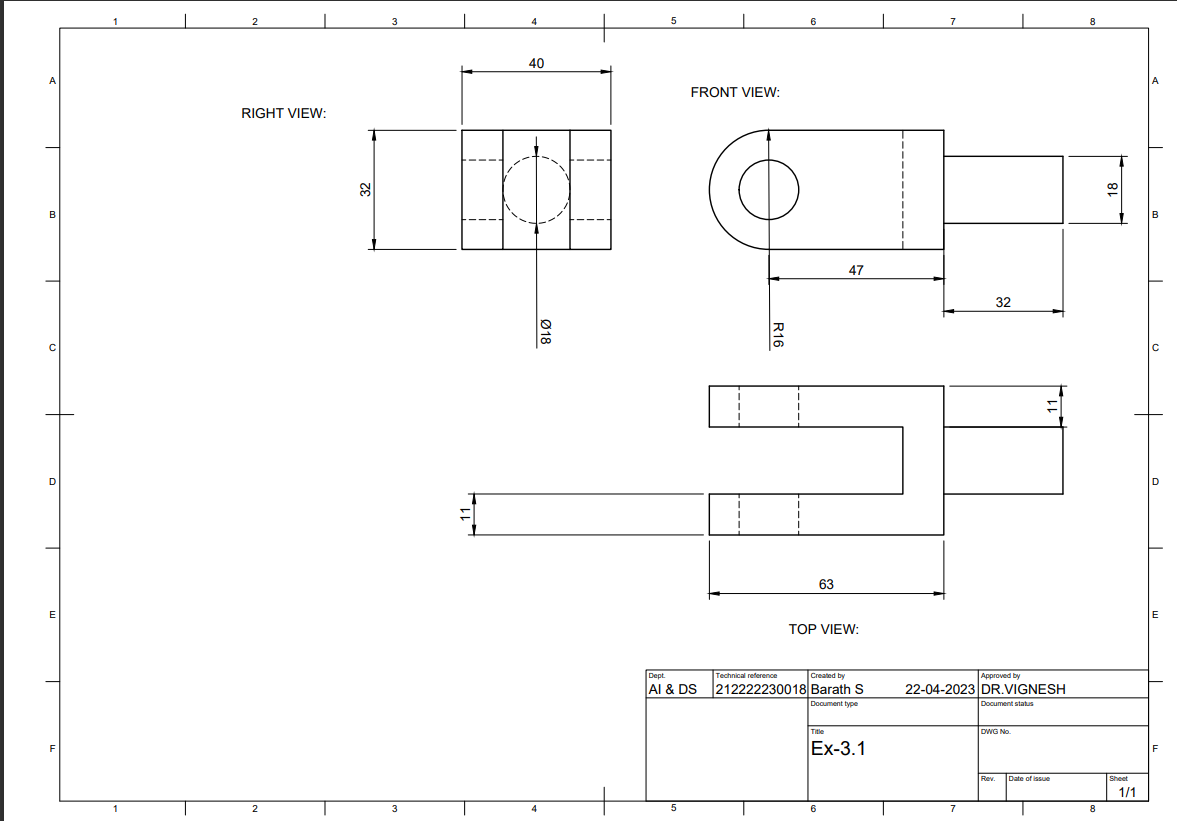 1 2 3 4 5 6 7 8
A A
40
FRONT VIEW:
RIGHT VIEW:
32
18
B B
47
32
Ø18
R16
C C
11
D D
11
63
E E
TOP VIEW:
Dept. Technical reference Created by Approved by
AI & DS 212222230018 Barath S 22-04-2023 DR.VIGNESH
Document type Document status
Title DWG No.
Ex-3.1
F F
Rev. Date of issue Sheet
1/1
1 2 3 4 5 6 7 8